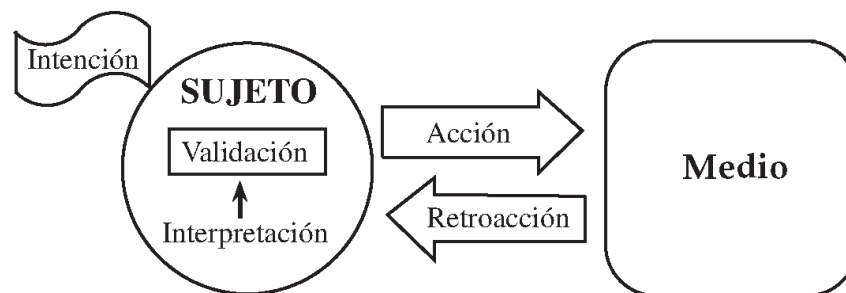 Intención
SUJETO
Validación
Interpretación
Acción
Retroacción
Medio